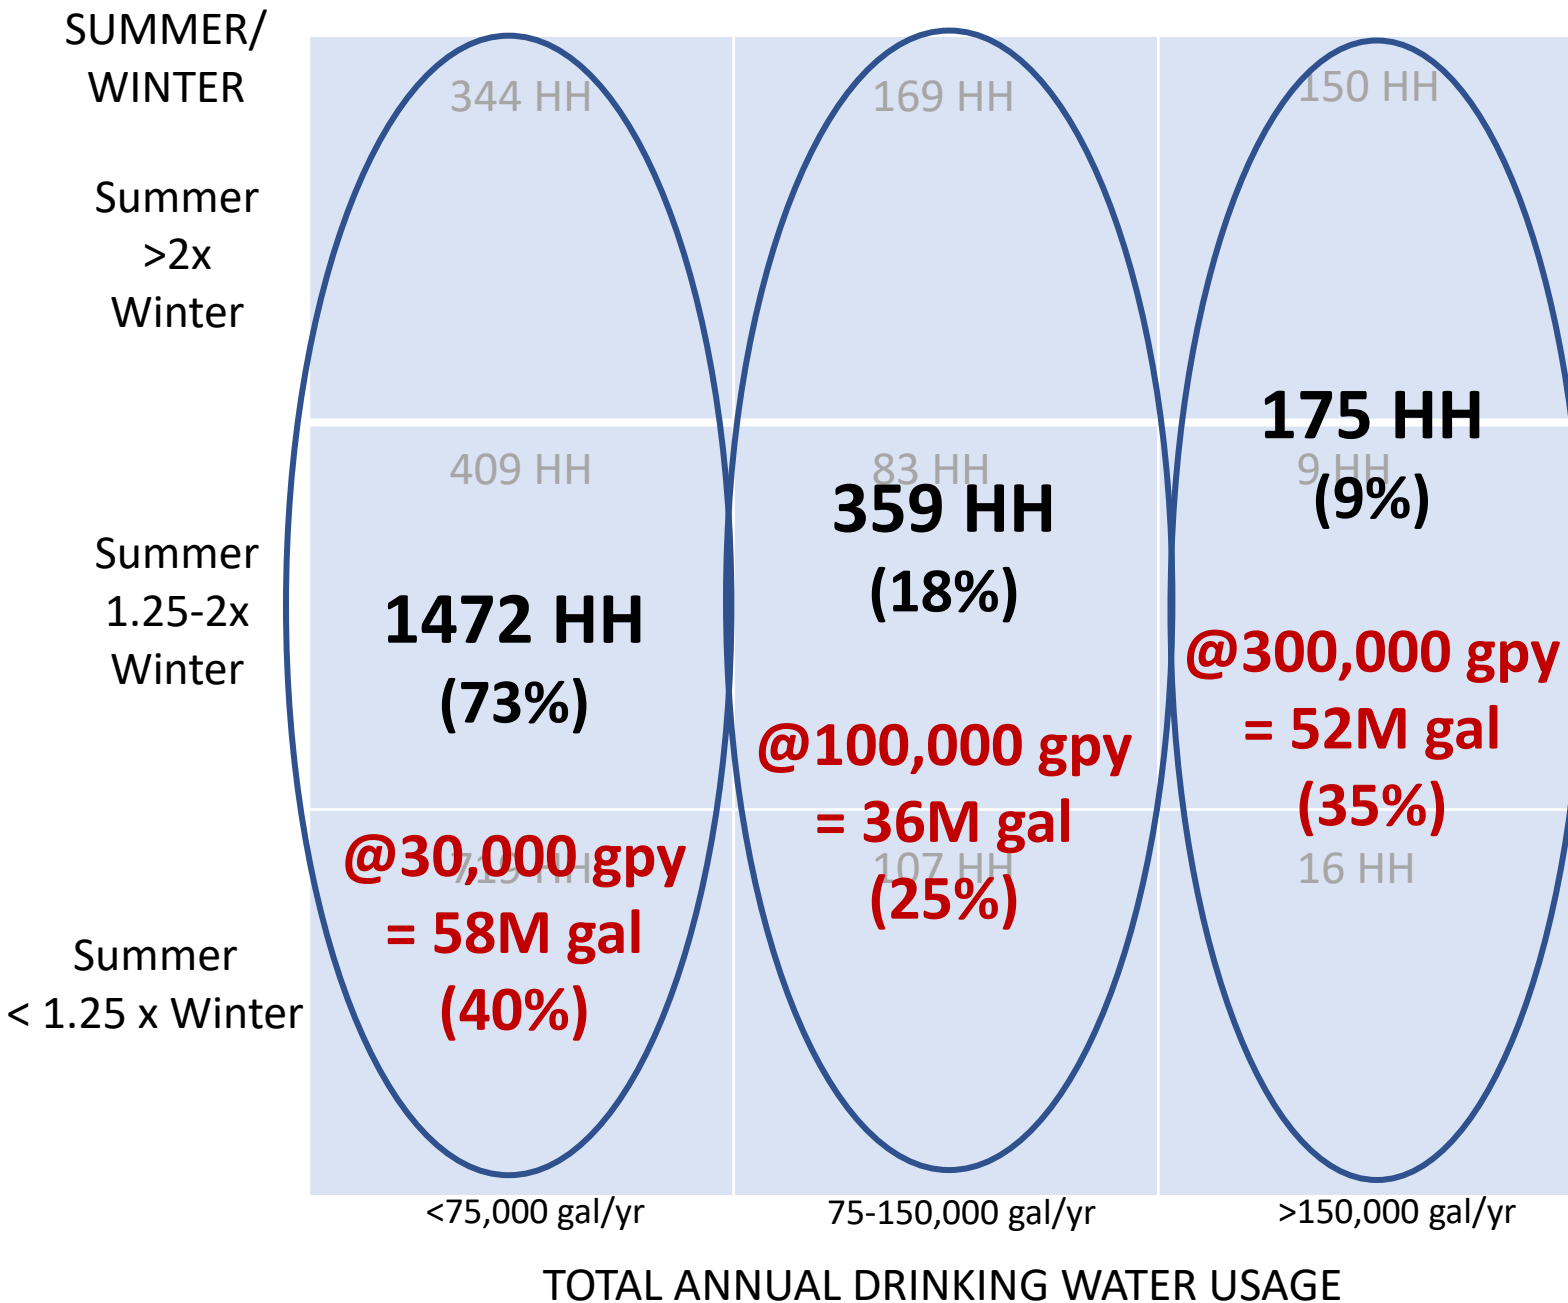 SUMMER/
WINTER
344 HH
169 HH
150 HH
Summer
>2x
Winter
409 HH
83 HH
9 HH
175 HH
(9%)
359 HH
(18%)
Summer
1.25-2x
Winter
1472 HH
(73%)
@300,000 gpy
= 52M gal
(35%)
@100,000 gpy
= 36M gal
(25%)
@30,000 gpy
= 58M gal
(40%)
719 HH
107 HH
16 HH
Summer
< 1.25 x Winter
<75,000 gal/yr
75-150,000 gal/yr
>150,000 gal/yr
TOTAL ANNUAL DRINKING WATER USAGE